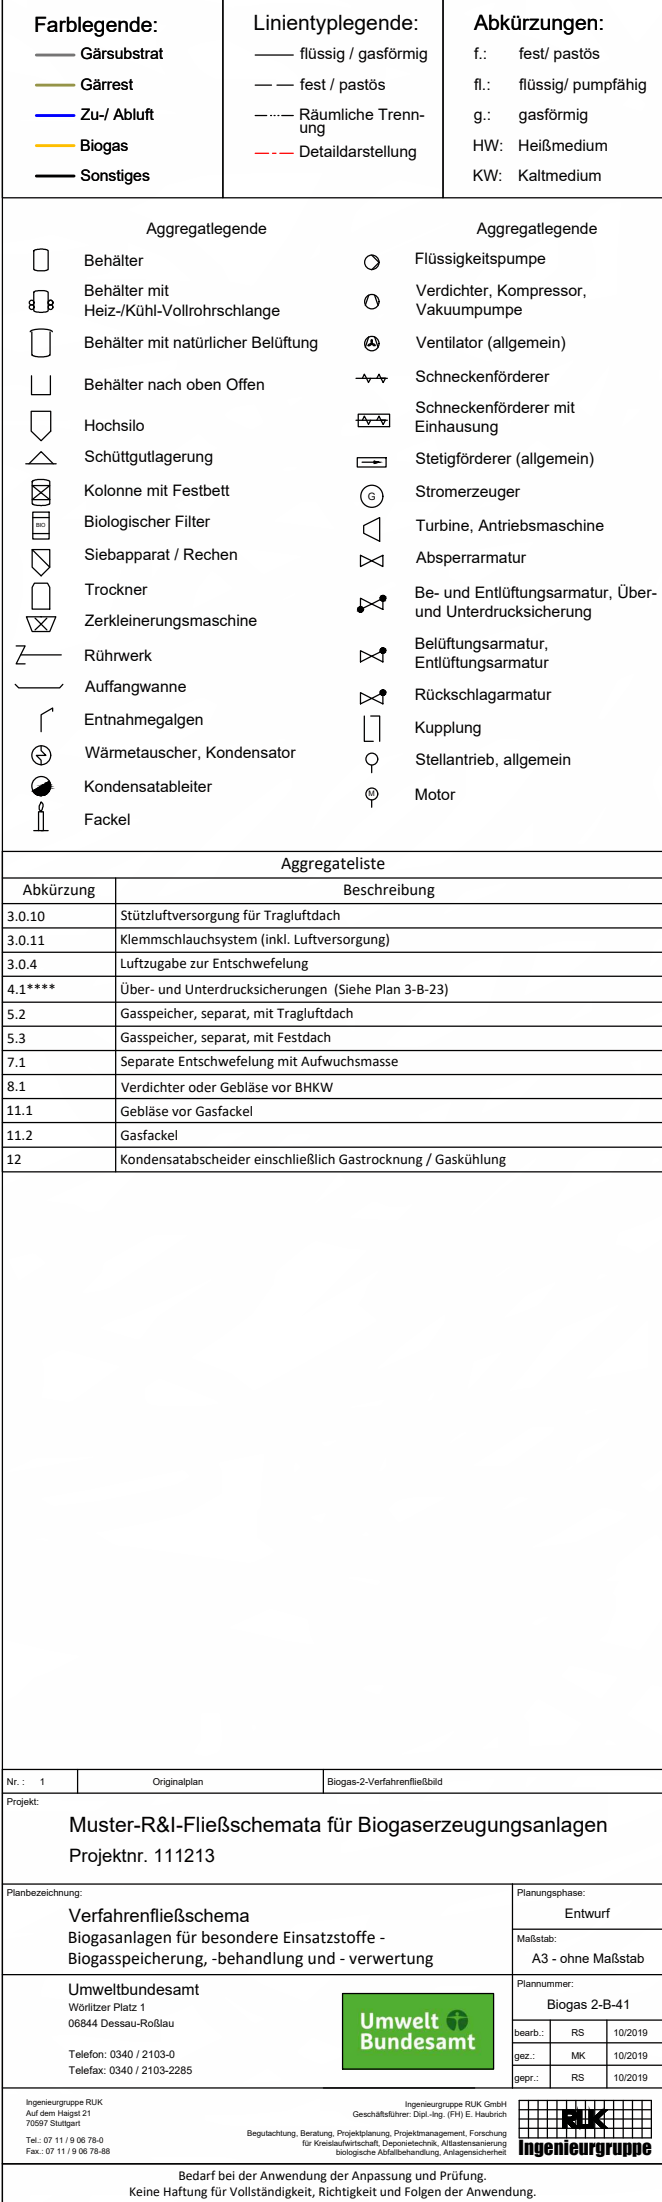 Farblegende:
Gärsubstrat
Gärrest
Zu-/ Abluft
Biogas
Sonstiges
Linientyplegende:
flüssig / gasförmig
fest / pastös
Räumliche Trenn-
ung
Detaildarstellung
Abkürzungen:
f.: fest/ pastös
fl.: flüssig/ pumpfähig
g.: gasförmig
HW: Heißmedium
KW: Kaltmedium
Aggregatlegende
Behälter
Behälter mit
Heiz-/Kühl-Vollrohrschlange
Behälter mit natürlicher Belüftung
Behälter nach oben Offen
Hochsilo
Schüttgutlagerung
Kolonne mit Festbett
BIO
Biologischer Filter
Siebapparat / Rechen
Trockner
Zerkleinerungsmaschine
Rührwerk
Auffangwanne
Entnahmegalgen
Wärmetauscher, Kondensator
Kondensatableiter
Fackel
Aggregatlegende
Flüssigkeitspumpe
Verdichter, Kompressor,
Vakuumpumpe
Ventilator (allgemein)
Schneckenförderer
Schneckenförderer mit
Einhausung
Stetigförderer (allgemein)
G
Stromerzeuger
Turbine, Antriebsmaschine
Absperrarmatur
Be- und Entlüftungsarmatur, Über-
und Unterdrucksicherung
Belüftungsarmatur,
Entlüftungsarmatur
Rückschlagarmatur
Kupplung
Stellantrieb, allgemein
M
Motor
Aggregateliste
Abkürzung Beschreibung
3.0.10 Stützluftversorgung für Tragluftdach
3.0.11 Klemmschlauchsystem (inkl. Luftversorgung)
3.0.4 Luftzugabe zur Entschwefelung
4.1**** Über- und Unterdrucksicherungen (Siehe Plan 3-B-23)
5.2 Gasspeicher, separat, mit Tragluftdach
5.3 Gasspeicher, separat, mit Festdach
7.1 Separate Entschwefelung mit Aufwuchsmasse
8.1 Verdichter oder Gebläse vor BHKW
11.1 Gebläse vor Gasfackel
11.2 Gasfackel
12 Kondensatabscheider einschließlich Gastrocknung / Gaskühlung
Nr. : 1 Originalplan Biogas-2-Verfahrenfließbild
Projekt:
Muster-R&I-Fließschemata für Biogaserzeugungsanlagen
Projektnr. 111213
Planbezeichnung:
Verfahrenfließschema
Biogasanlagen für besondere Einsatzstoffe -
Biogasspeicherung, -behandlung und - verwertung
Planungsphase:
Entwurf
Maßstab:
A3 - ohne Maßstab
Umweltbundesamt
Wörlitzer Platz 1
06844 Dessau-Roßlau
Telefon: 0340 / 2103-0
Telefax: 0340 / 2103-2285
Umwelt
Bundesamt
Plannummer:
Biogas 2-B-41
bearb.: RS 10/2019
gez.: MK 10/2019
gepr.: RS 10/2019
Ingenieurgruppe RUK
Auf dem Haigst 21
70597 Stuttgart
Tel.: 07 11 / 9 06 78-0
Fax.: 07 11 / 9 06 78-88
Ingenieurgruppe RUK GmbH
Geschäftsführer: Dipl.-Ing. (FH) E. Haubrich
Begutachtung, Beratung, Projektplanung, Projektmanagement, Forschung
für Kreislaufwirtschaft, Deponietechnik, Altlastensanierung
biologische Abfallbehandlung, Anlagensicherheit
RUK
Ingenieurgruppe
Bedarf bei der Anwendung der Anpassung und Prüfung.
Keine Haftung für Vollständigkeit, Richtigkeit und Folgen der Anwendung.